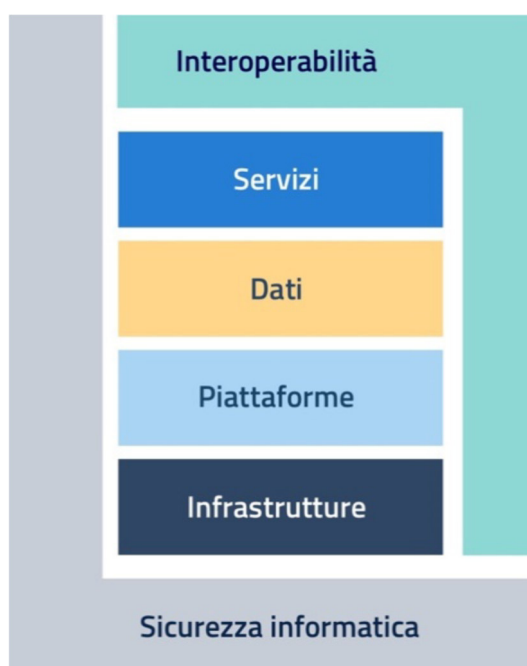 Interoperabilità
Servizi
Dati
Piattaforme
Infrastrutture
Sicurezza informatica